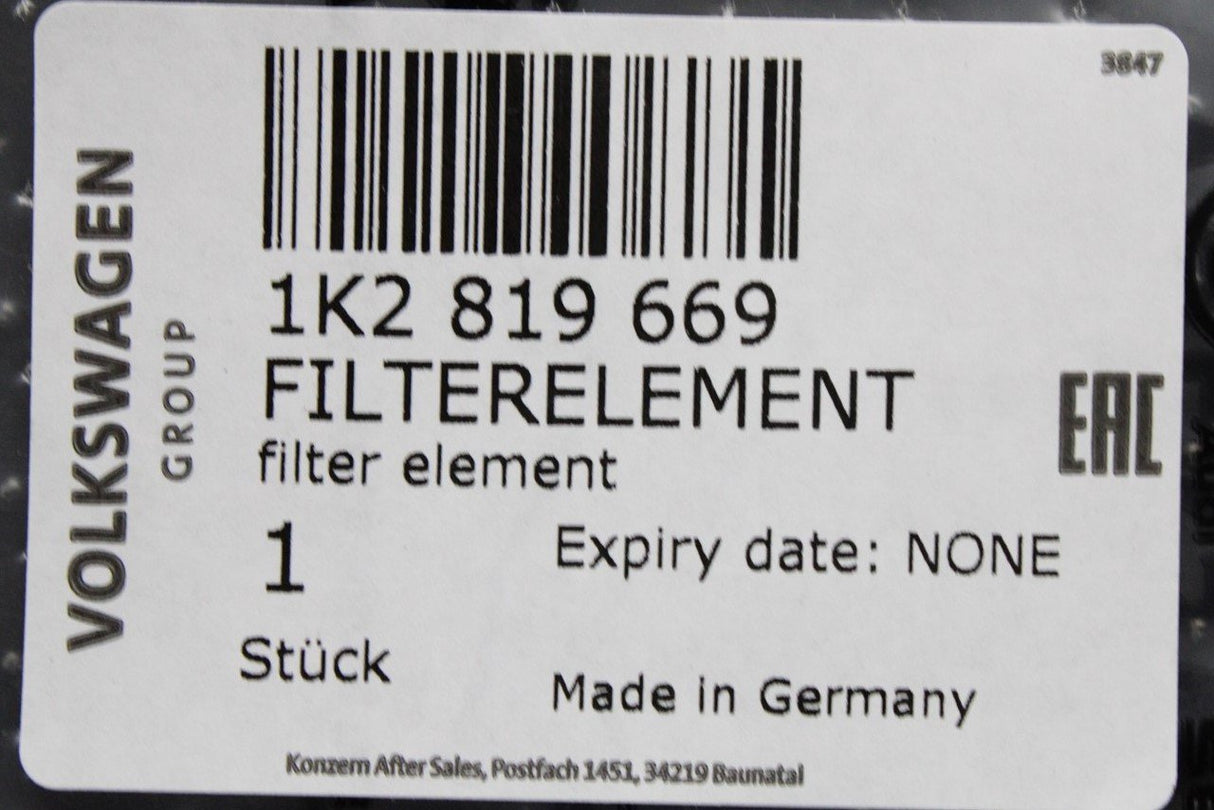 3847
VOLKSWAGEN
GROUP
1K2 819 669
FILTERELEMENT
filter element
EAC
1
Expiry date: NONE
Stück
Made in Germany
Konzern After Sales, Postfach 1451, 34219 Baunatal